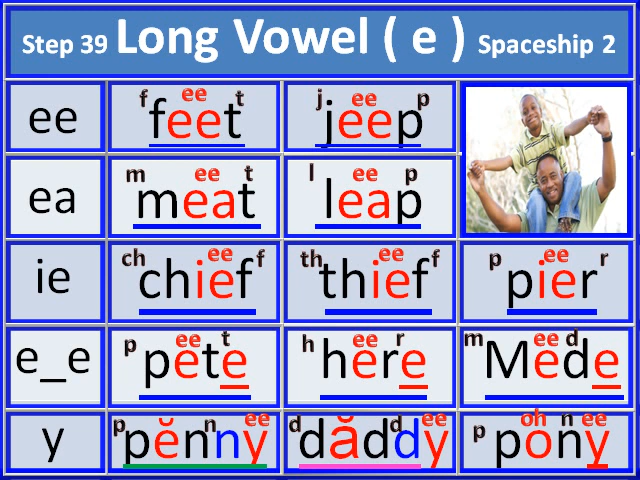 Step 39 Long Vowel ( e ) Spaceship 2
f ee t j ee p
ee feet jeep
m ee t l ee p
ea meat leap
ch ee f th ee f p ee r
ie chief thief pier
p ee t h ee r m ee d
e_e pete here Mede
p n ee d d ee p oh n ee
y pĕnny dăddy pony